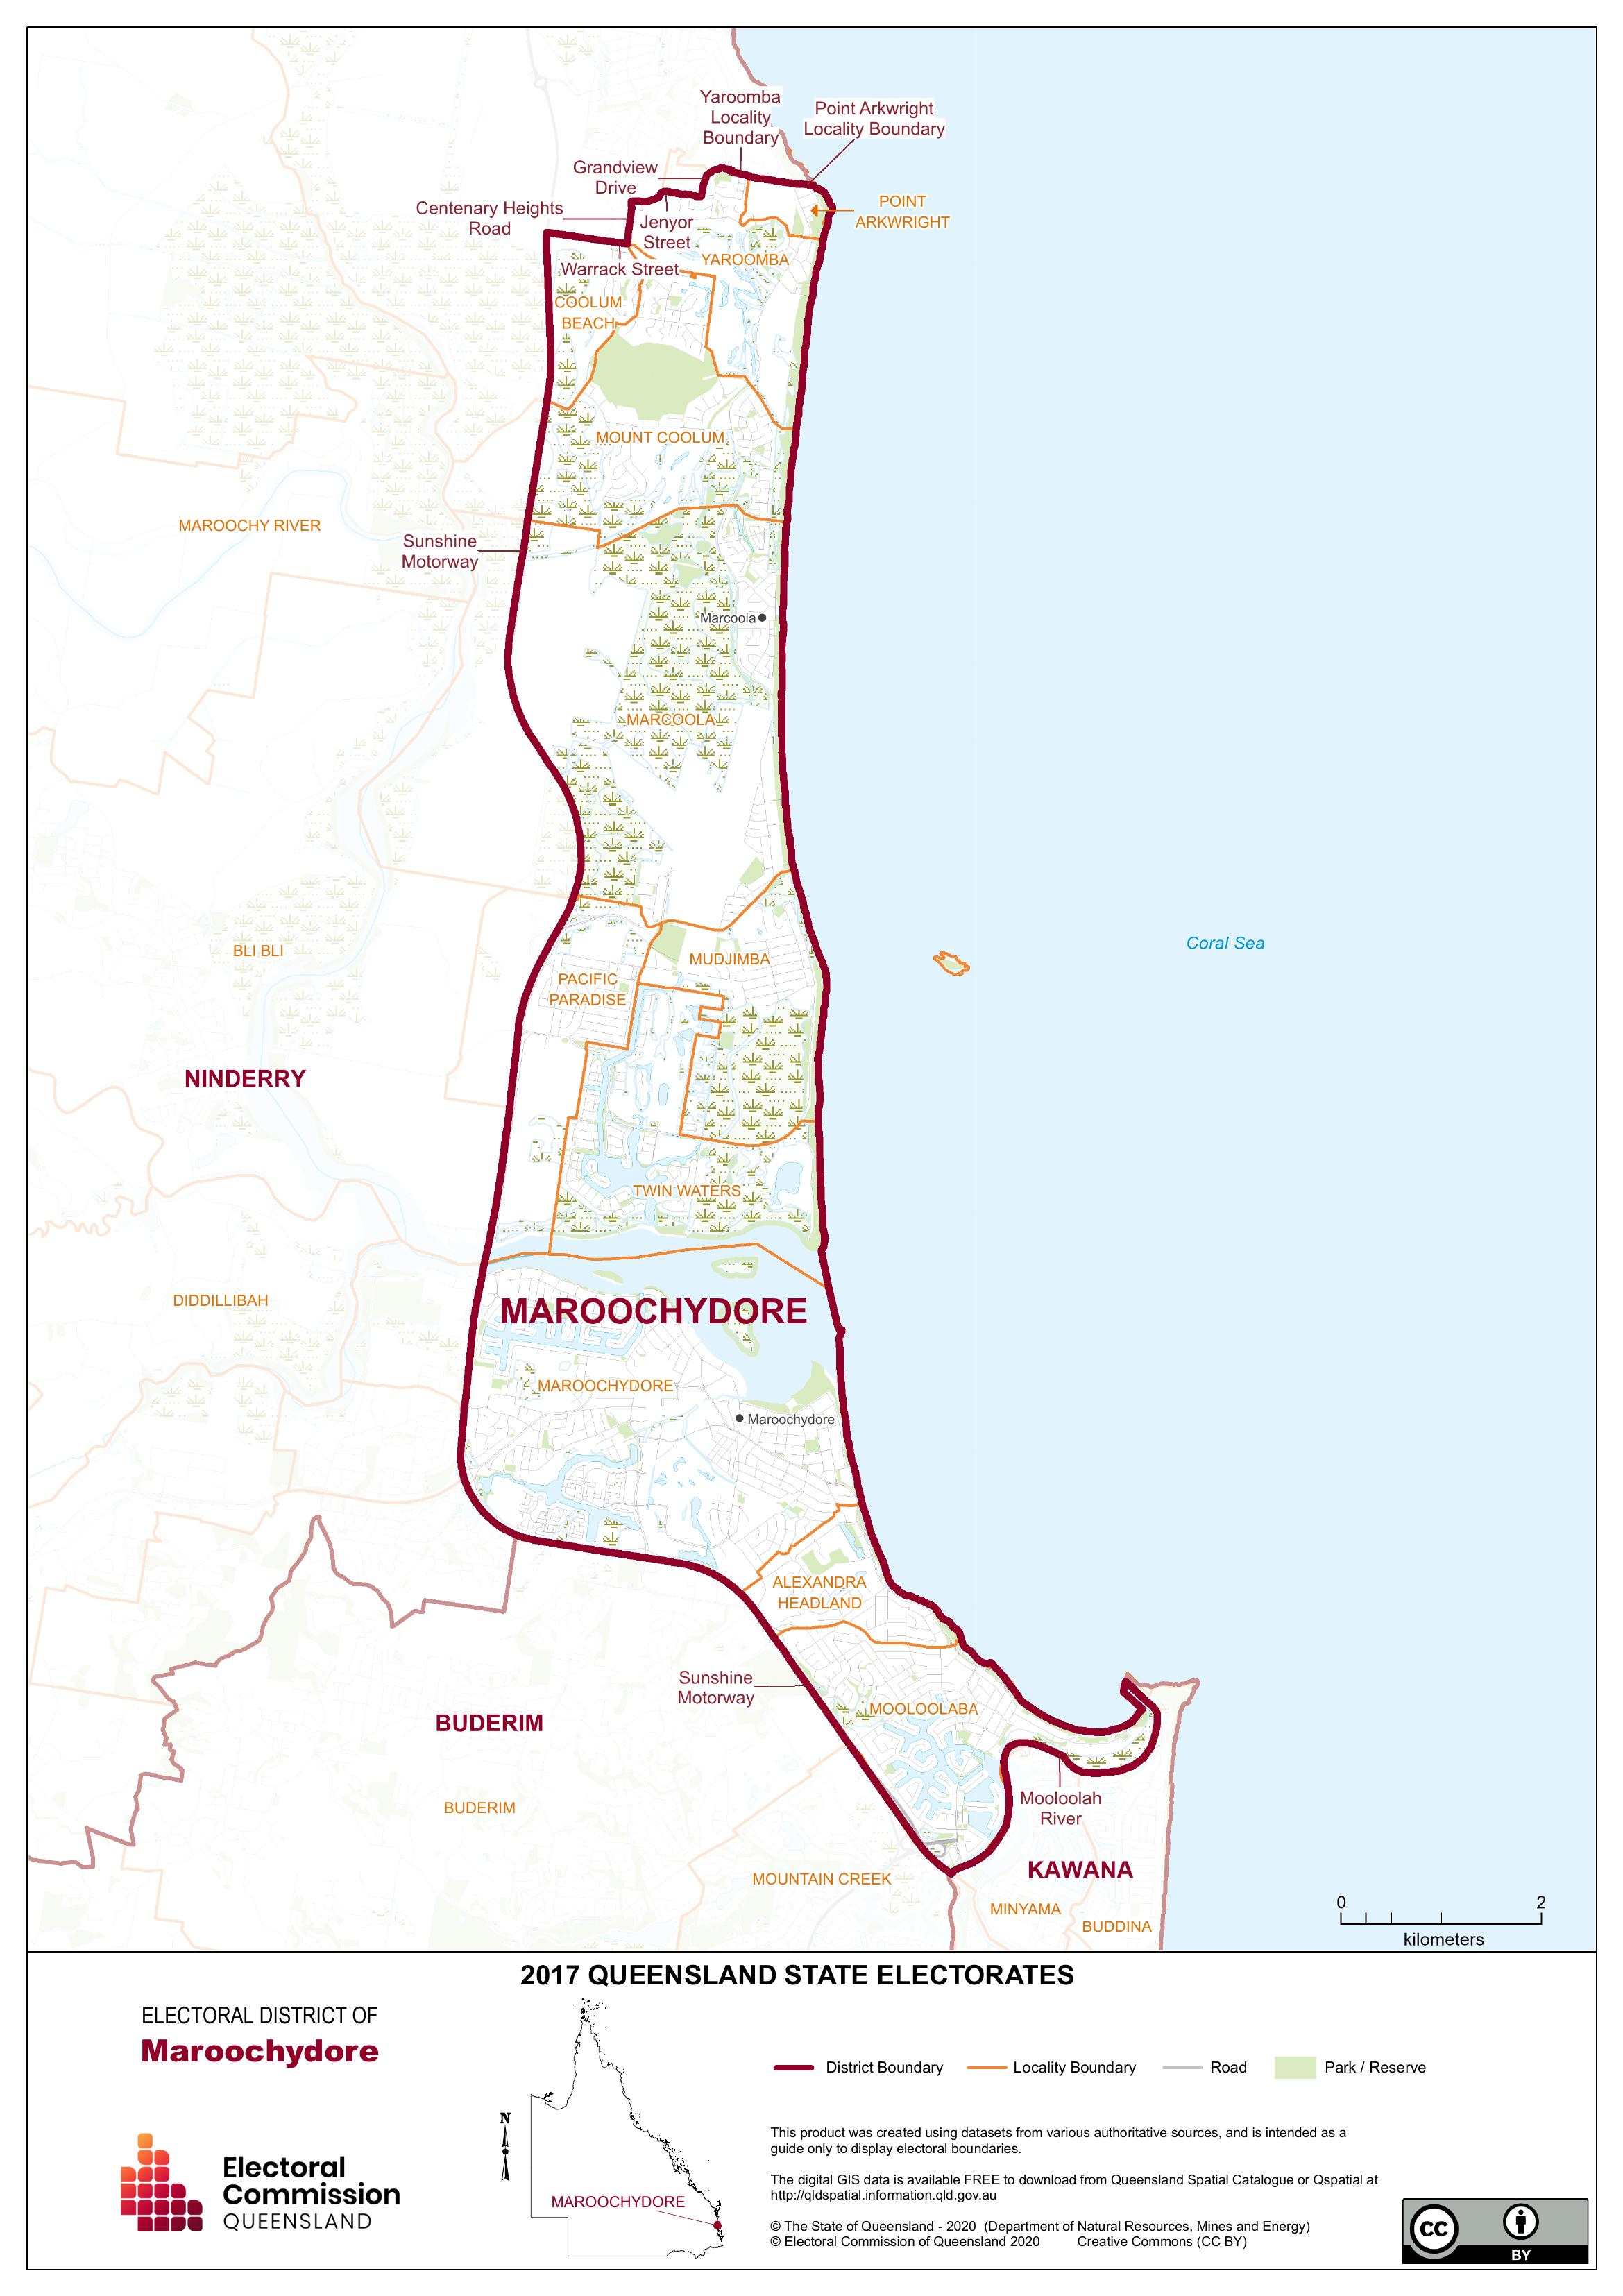 Yaroomba
Locality
Boundary
Point Arkwright
Locality Boundary
Grandview
Drive
Centenary Heights
Road
Jenyor
Street
POINT
ARKWRIGHT
YAROOMBA
Warrack Street
COOLUM
BEACH
MOUNT COOLUM
MAROOCHY RIVER
Sunshine
Motorway
Marcoola
MARCOOLA
Coral Sea
BLI BLI
MUDJIMBA
PACIFIC
PARADISE
NINDERRY
TWIN WATERS
DIDDILLIBAH
MAROOCHYDORE
MAROOCHYDORE
Maroochydore
ALEXANDRA
HEADLAND
Sunshine
Motorway
MOOLOOLABA
BUDERIM
Mooloolah
River
BUDERIM
KAWANA
MOUNTAIN CREEK
MINYAMA
BUDDINA
0 2
kilometers
2017 QUEENSLAND STATE ELECTORATES
ELECTORAL DISTRICT OF
Maroochydore
District Boundary
Locality Boundary
Road
Park / Reserve
N
MAROOCHYDORE
Electoral
Commission
QUEENSLAND
This product was created using datasets from various authoritative sources, and is intended as a
guide only to display electoral boundaries.
The digital GIS data is available FREE to download from Queensland Spatial Catalogue or Qspatial at
http://qldspatial.information.qld.gov.au
© The State of Queensland - 2020 (Department of Natural Resources, Mines and Energy)
© Electoral Commission of Queensland 2020 Creative Commons (CC BY)
CC
BY